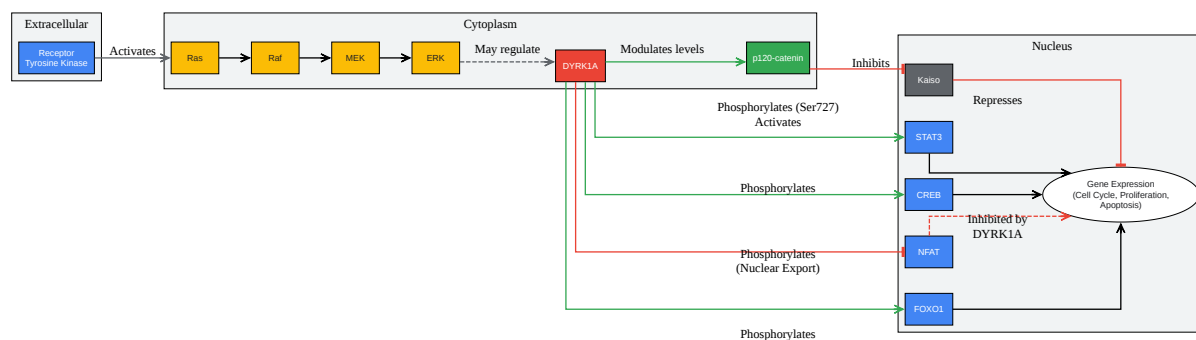 Extracellular
Receptor
Tyrosine Kinase
Activates
Cytoplasm
Ras
Raf
MEK
ERK
May regulate
DYRK1A
Modulates levels
p120-catenin
Inhibits
Nucleus
Kaiso
Represses
Phosphorylates (Ser727)
Activates
STAT3
Phosphorylates
CREB
Gene Expression
(Cell Cycle, Proliferation,
Apoptosis)
Inhibited by
DYRK1A
Phosphorylates
(Nuclear Export)
NFAT
FOXO1
Phosphorylates